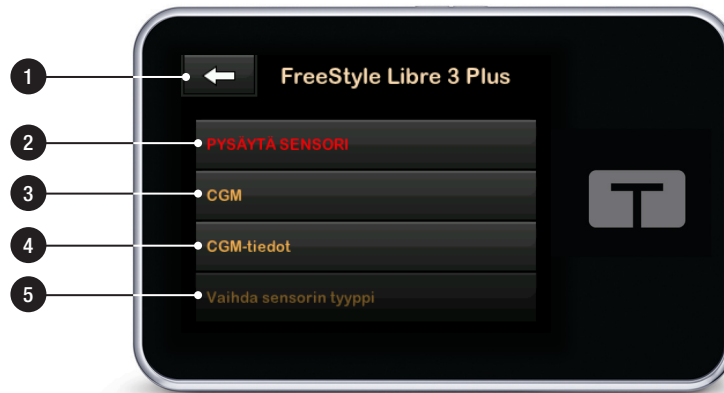 1
FreeStyle Libre 3 Plus
2
PYSÄYTÄ SENSORI
3
CGM
4
CGM-tiedot
5
Vaihda sensorin tyyppi
T